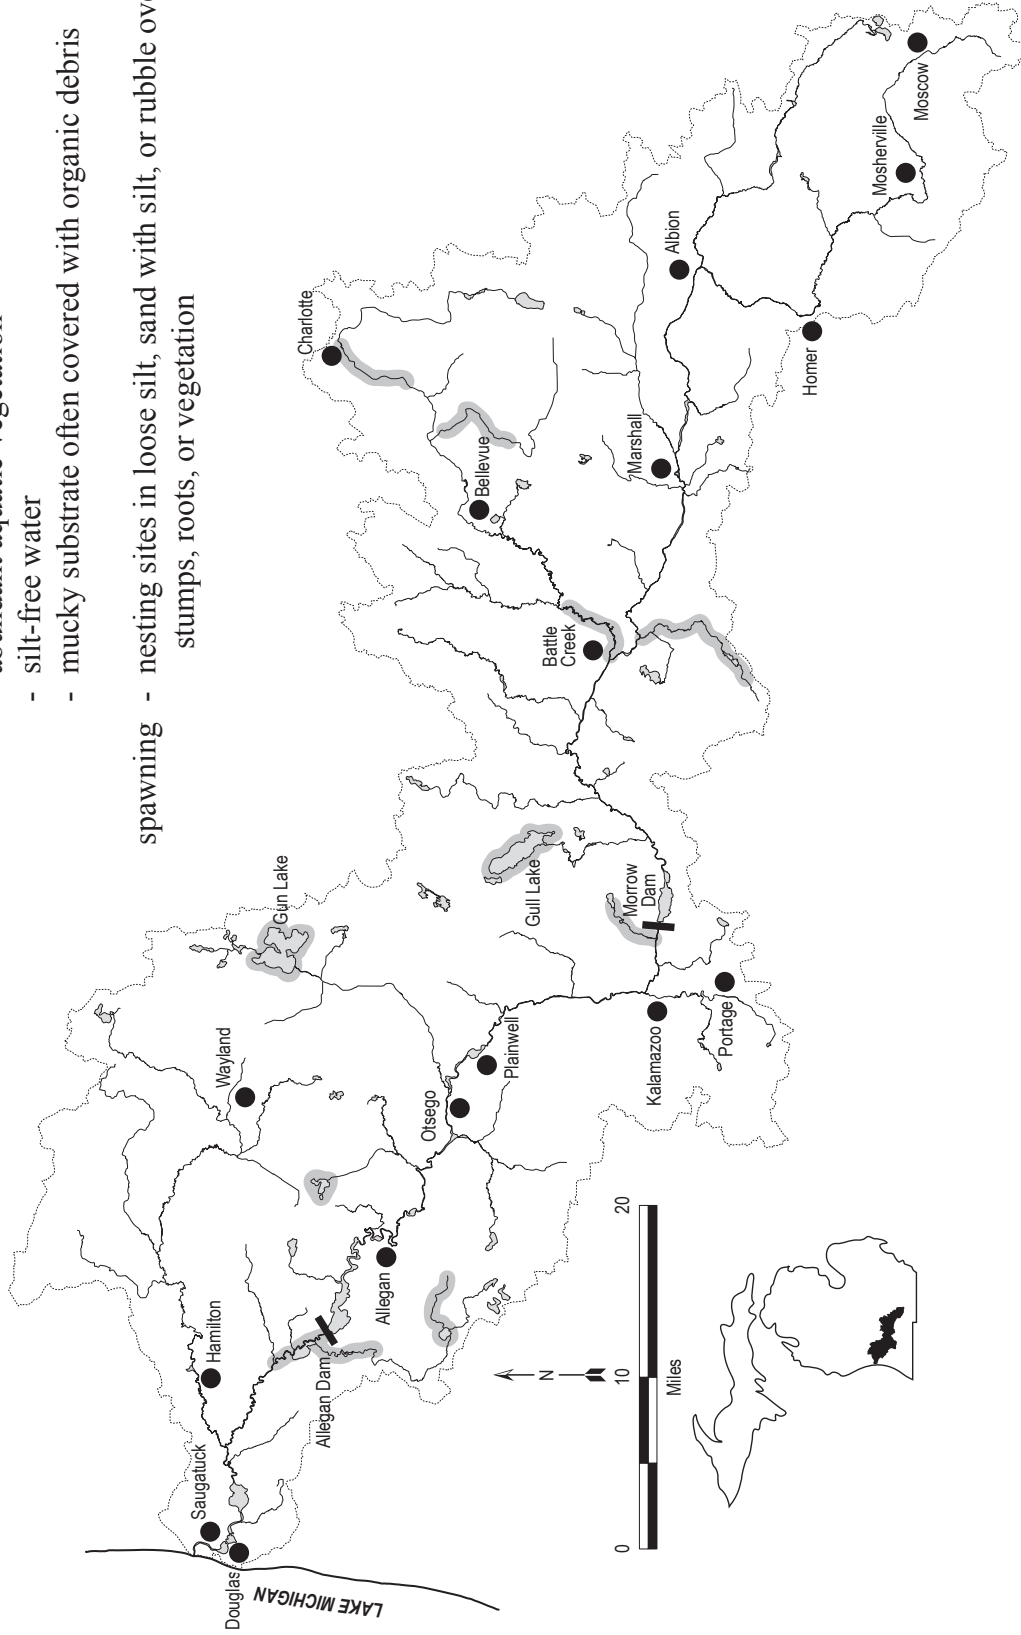 abundant aquatic vegetation
- silt-free water
- mucky substrate often covered with organic debris
spawning - nesting sites in loose silt, sand with silt, or rubble
stumps, roots, or vegetation
Charlotte
Bellevue
Battle
Creek
Marshall
Albion
Homer
Mosherville
Moscow
Gun Lake
Gull Lake
Morrow
Dam
Wayland
Otsego
Plainwell
Kalamazoo
Portage
Hamilton
Allegan
Allegan Dam
Saugatuck
Douglas
LAKE MICHIGAN
N
0 10 20
Miles